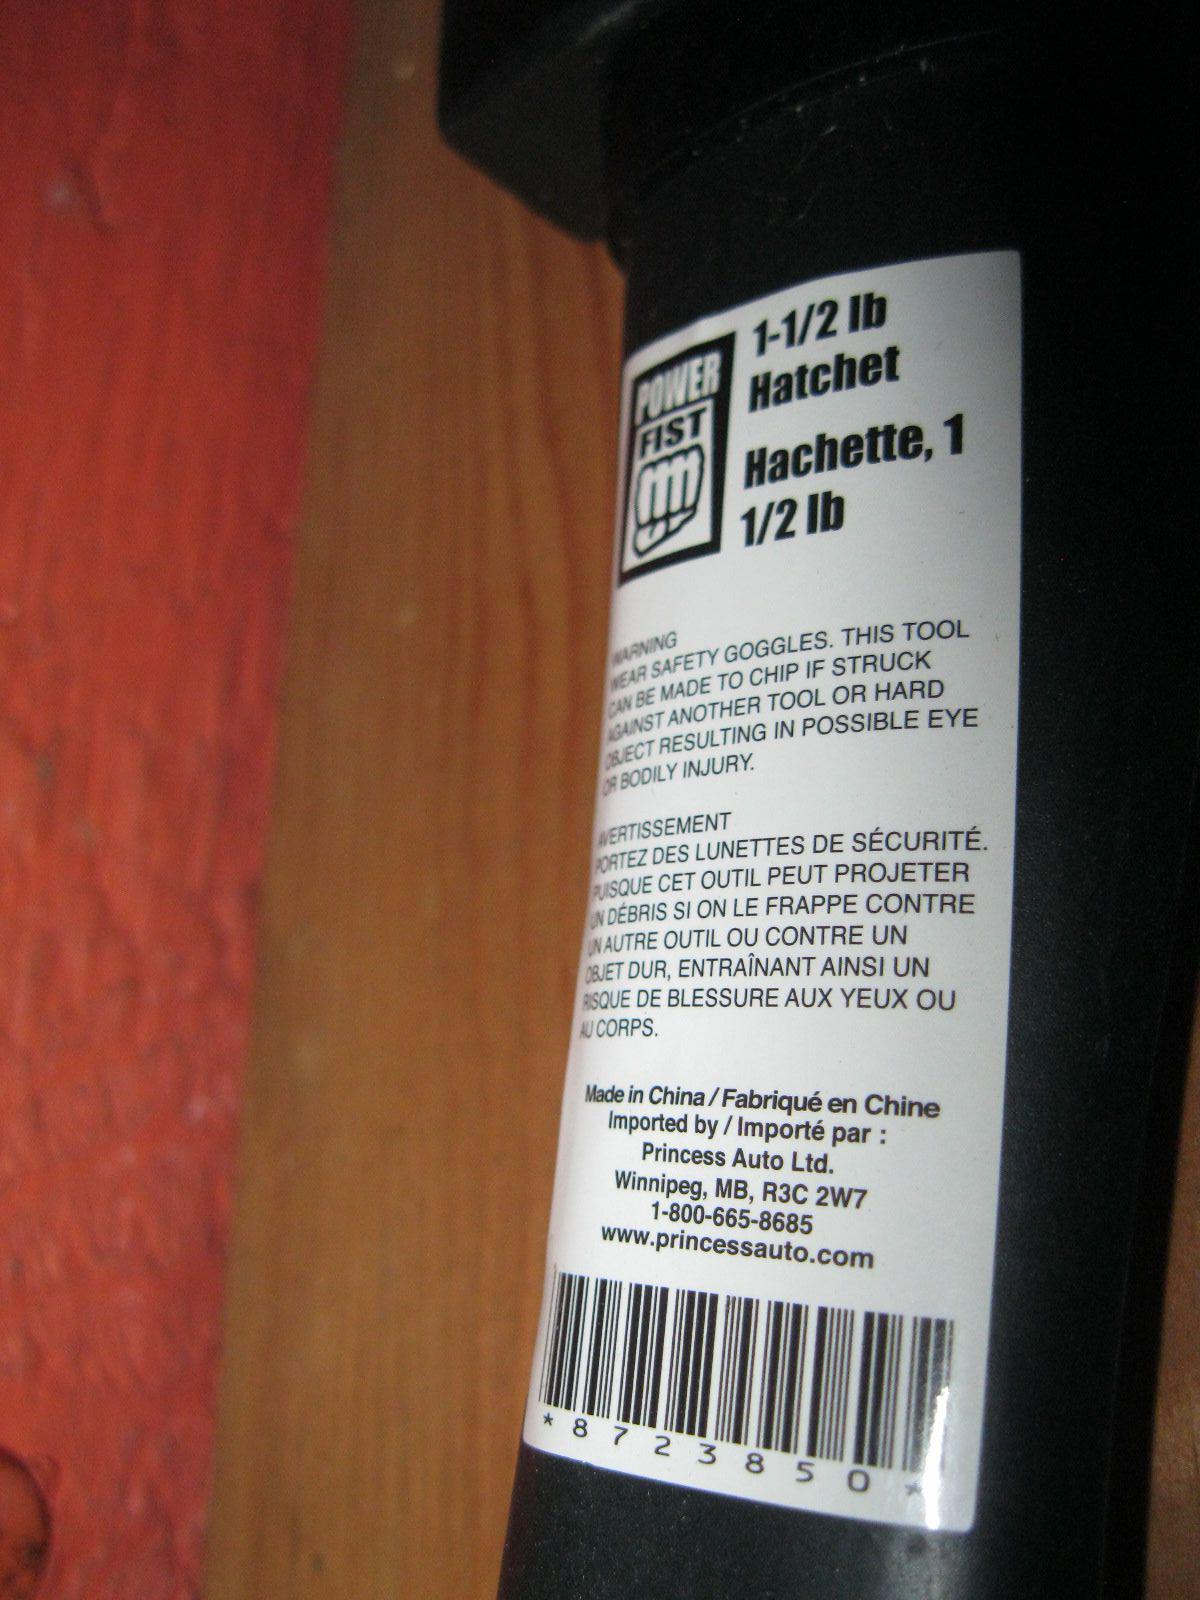 POWER
FIST
1-1/2 lb
Hatchet
Hachette, 1
1/2 lb
WARNING
WEAR SAFETY GOGGLES. THIS TOOL
CAN BE MADE TO CHIP IF STRUCK
AGAINST ANOTHER TOOL OR HARD
OBJECT RESULTING IN POSSIBLE EYE
OR BODILY INJURY.
AVERTISSEMENT
PORTEZ DES LUNETTES DE SÉCURITÉ.
PUISQUE CET OUTIL PEUT PROJETER
UN DÉBRIS SI ON LE FRAPPE CONTRE
UN AUTRE OUTIL OU CONTRE UN
OBJET DUR, ENTRAÎNANT AINSI UN
RISQUE DE BLESSURE AUX YEUX OU
AU CORPS.
Made in China / Fabriqué en Chine
Imported by / Importé par :
Princess Auto Ltd.
Winnipeg, MB, R3C 2W7
1-800-665-8685
www.princessauto.com
*8723850*